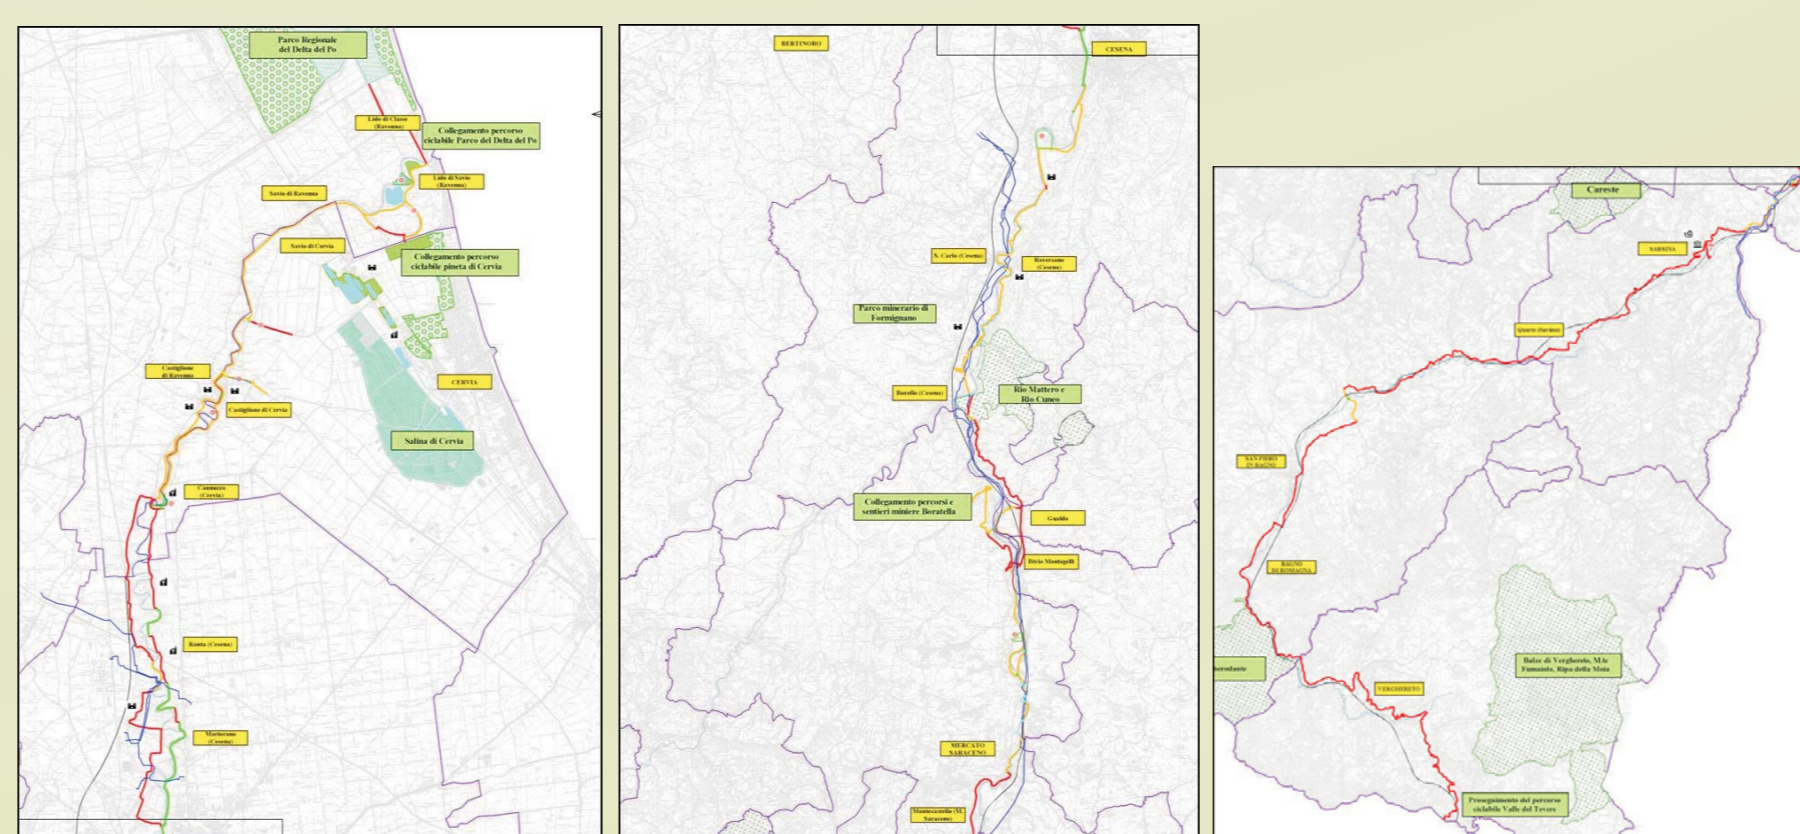 Parco Regionale
del Delta del Po
Lido di Classe
(Ravenna)
Collegamento percorso
ciclabile Parco del Delta del Po
Lido di Savio
(Ravenna)
Savio di Ravenna
Savio di Cervia
Collegamento percorso
ciclabile pineta di Cervia
Castiglione
di Ravenna
CERVIA
Castiglione di Cervia
Salina di Cervia
Cannuzzo
(Cervia)
Ronta (Cesena)
Martorano
(Cesena)
BERTINORO
CESENA
S. Carlo (Cesena)
Roversano
(Cesena)
Parco minerario di
Formignano
Rio Mattero e
Rio Cuneo
Borello (Cesena)
Collegamento percorsi e
sentieri miniere Boratella
Gualdo
Bivio Montegelli
MERCATO
SARACENO
Montecastello (M.
Saraceno)
Careste
SARSINA
Quarto (Sarsina)
SAN PIERO
IN BAGNO
BAGNO
DI ROMAGNA
Balze di Verghereto, M.te
Fumaiolo, Ripa della Moia
VERGHERETO
Proseguimento del percorso
ciclabile Valle del Tevere